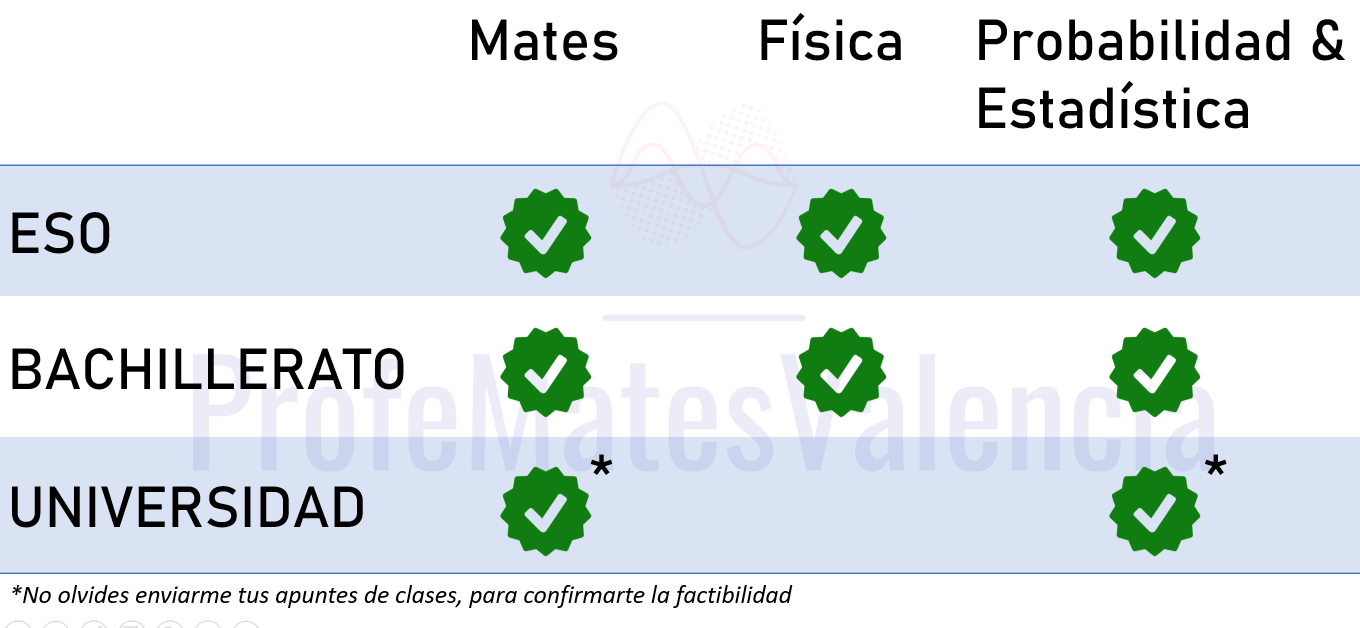 Mates Física Probabilidad &
Estadística
ESO
BACHILLERATO
ProfeMatesValencia
*
*
UNIVERSIDAD
*No olvides enviarme tus apuntes de clases, para confirmarte la factibilidad